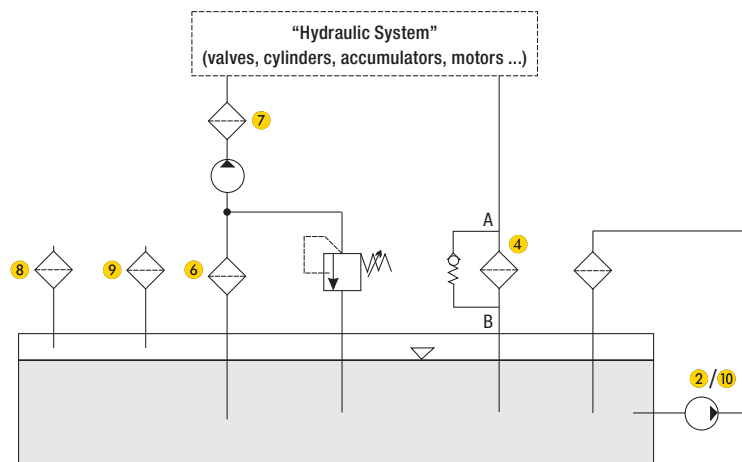 “Hydraulic System”
(valves, cylinders, accumulators, motors ...)
7
A
4
8
9
6
B
2/10